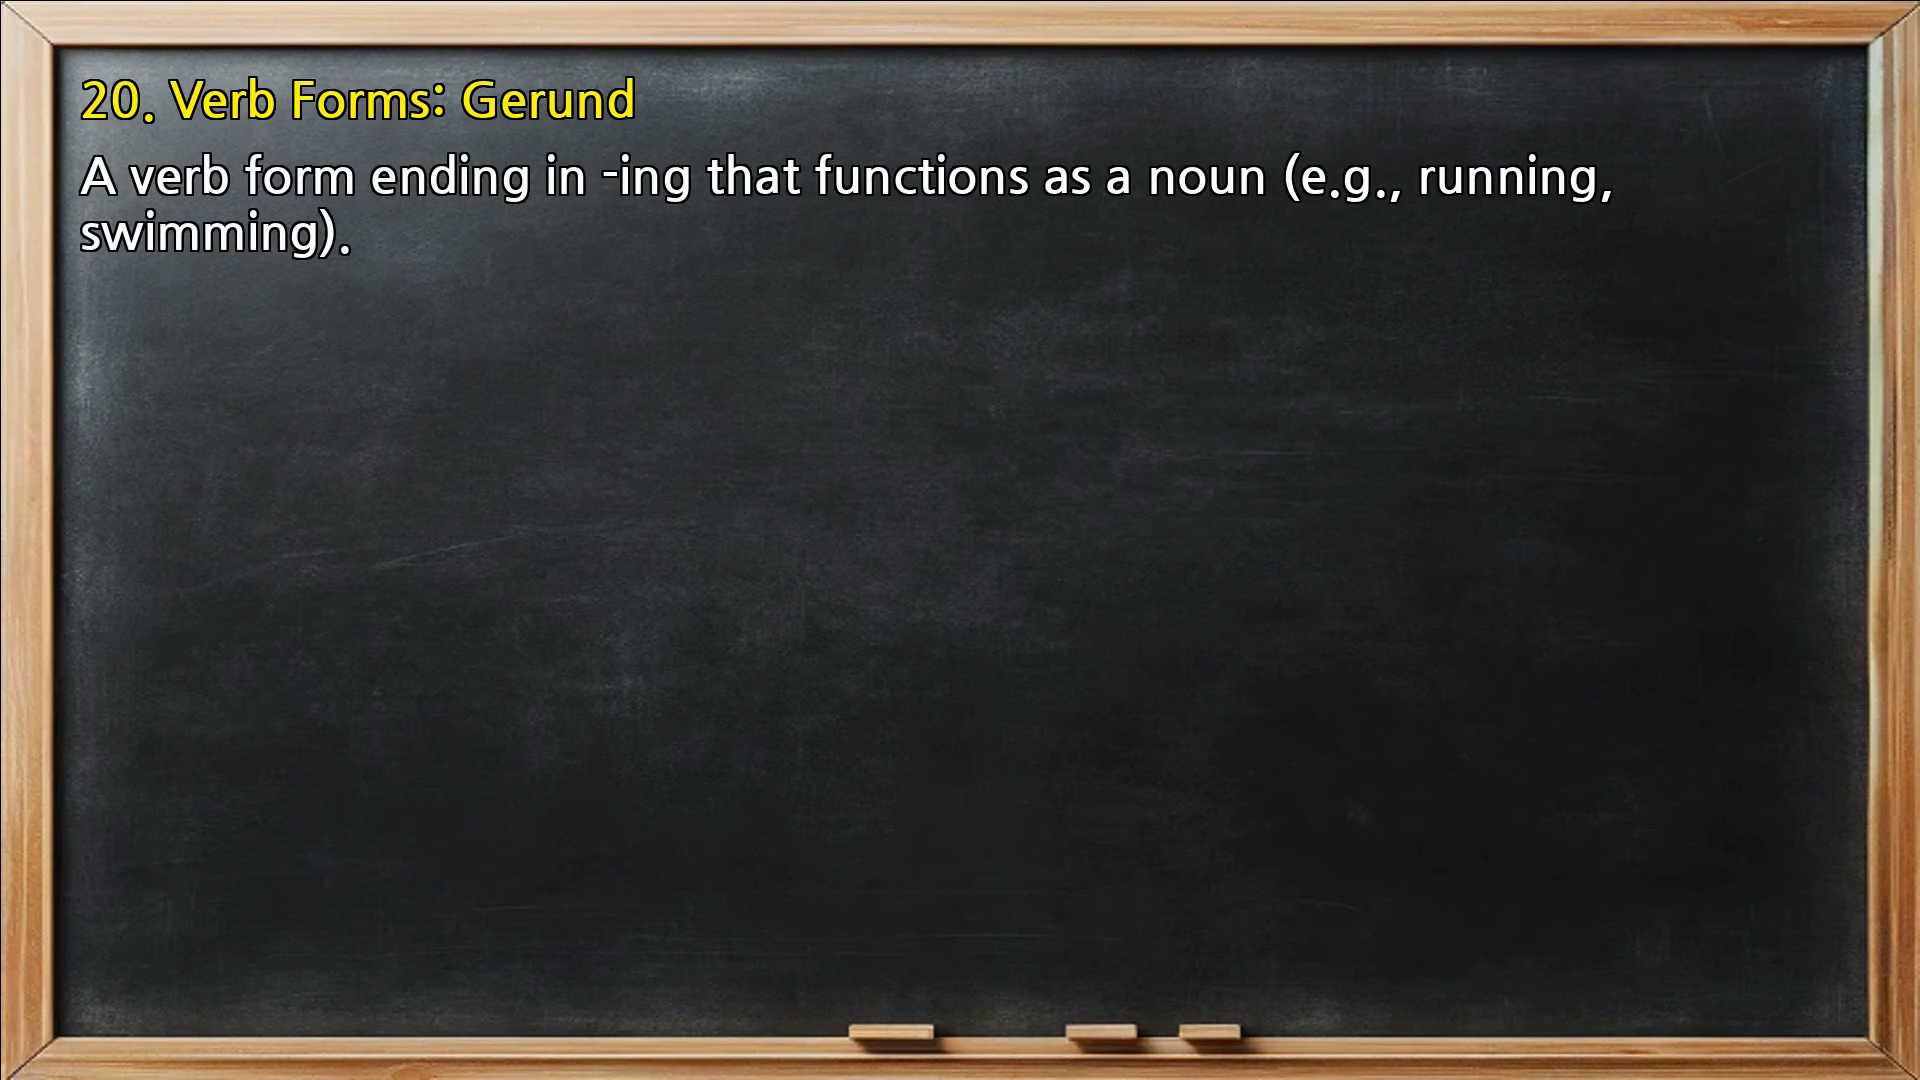 20. Verb Forms: Gerund
A verb form ending in -ing that functions as a noun (e.g., running,
swimming).